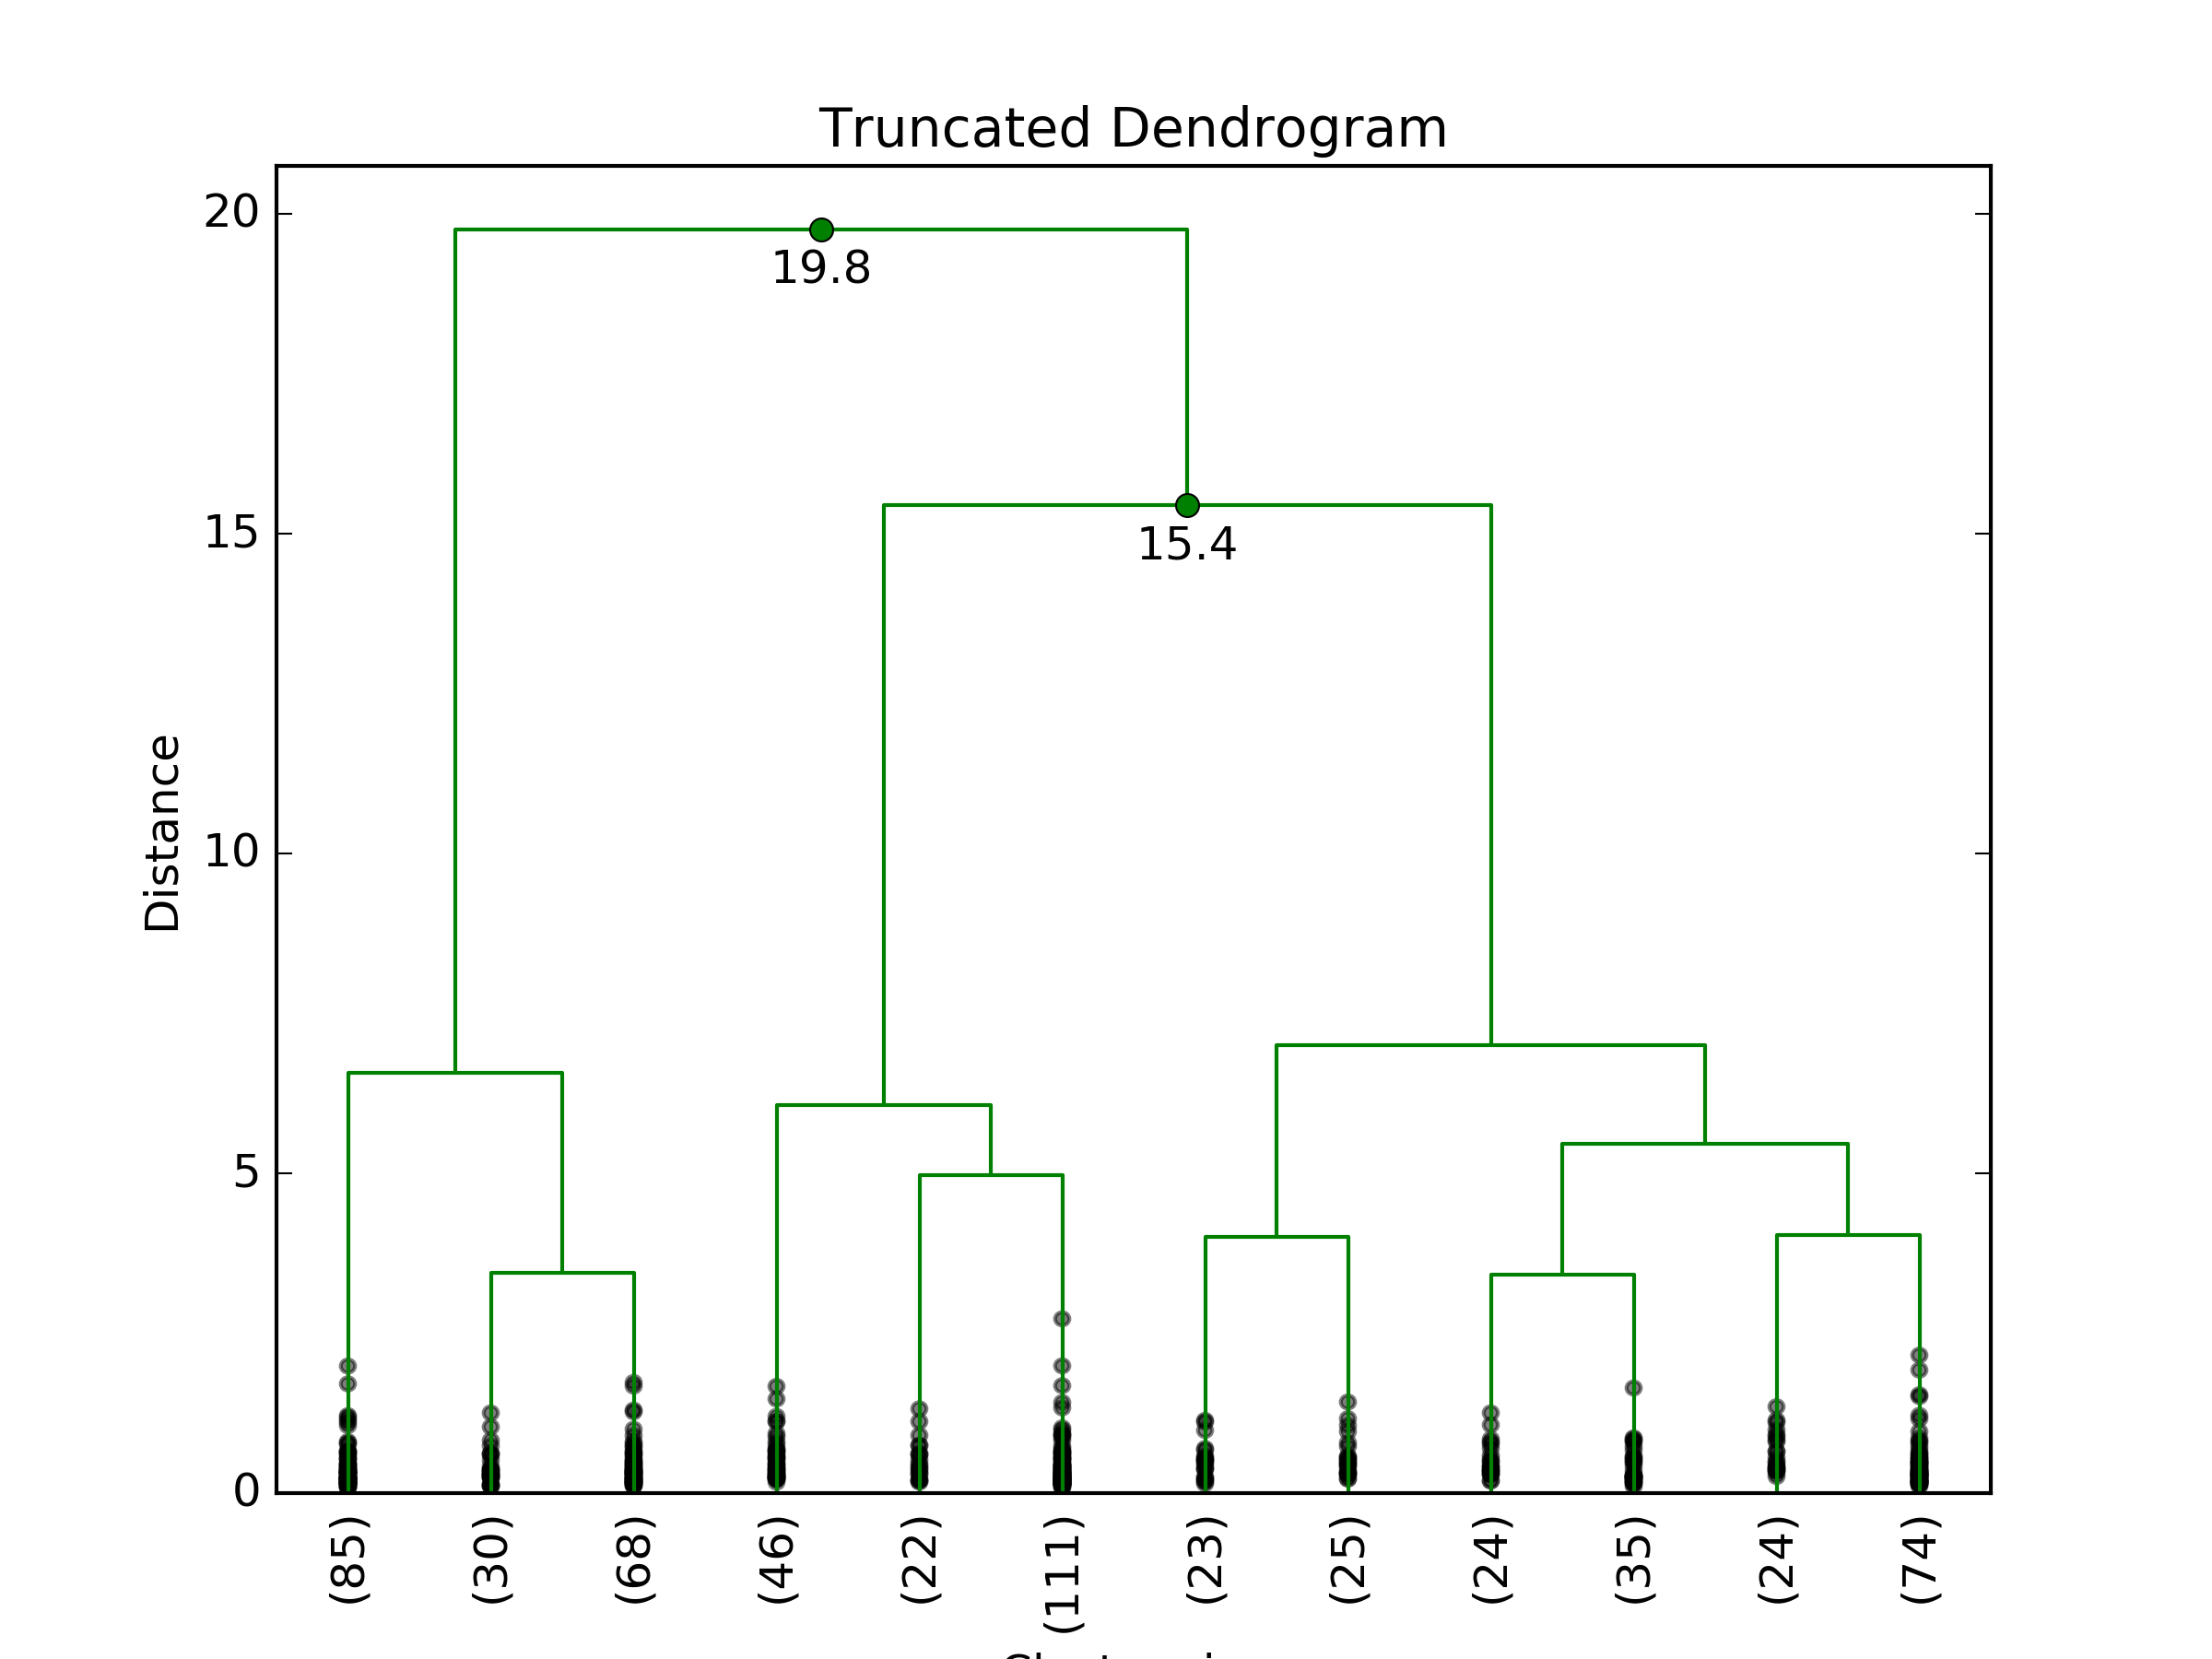 Truncated Dendrogram
20
19.8
15
15.4
10
Distance
5
0
(85) (30) (68) (46) (22) (111) (23) (25) (24) (35) (24) (74)